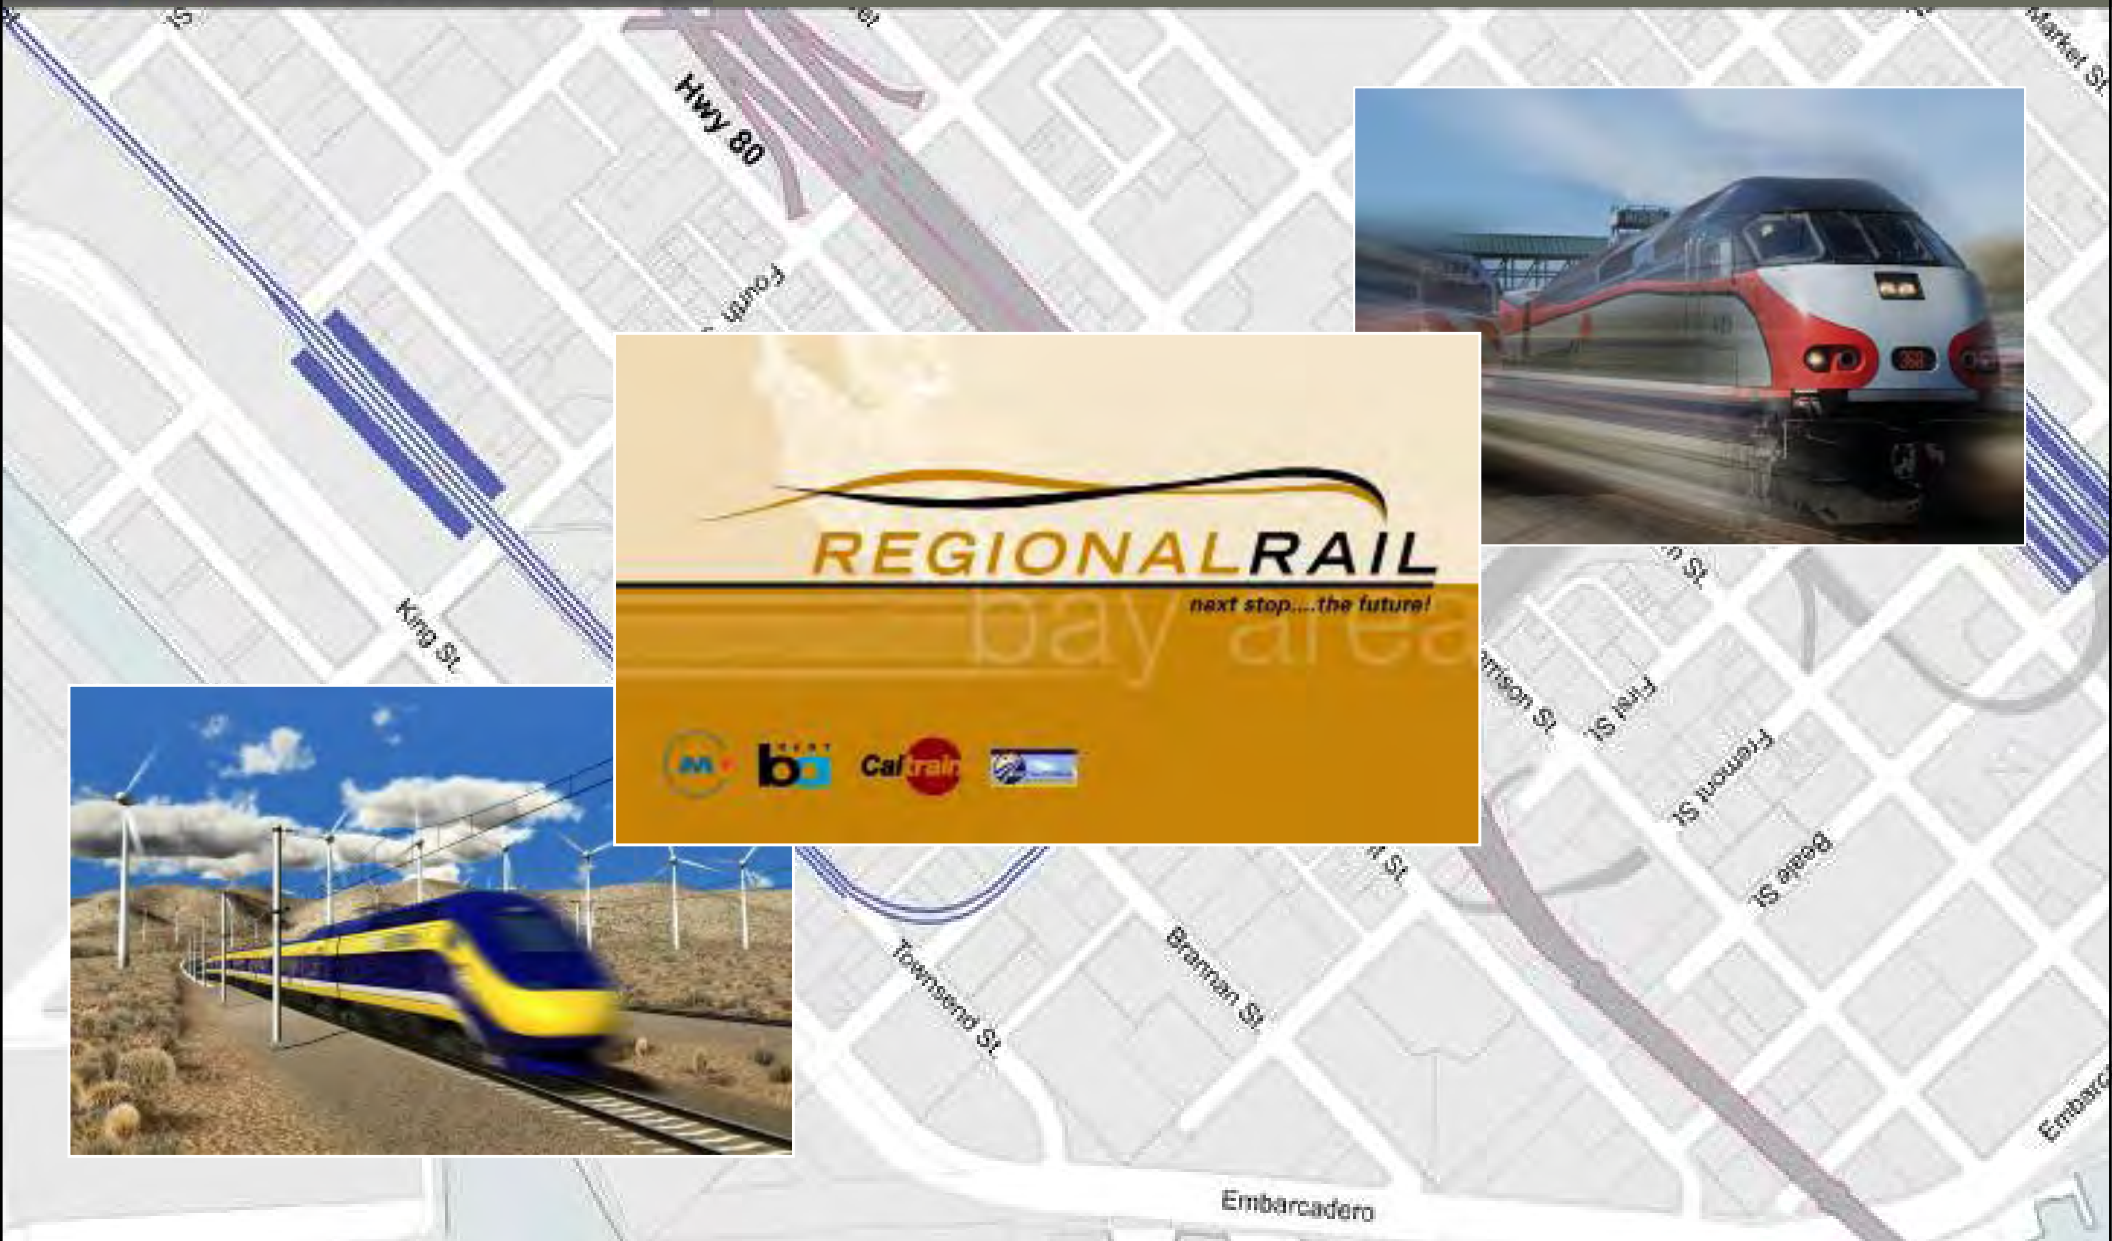 Market St.
Hwy 80
Fourth
REGIONALRAIL
next stop....the future!
bay area
King St.
First St.
Fremont St.
Beale St.
Caltrain
Townsend St.
Brannan St.
Embarcadero